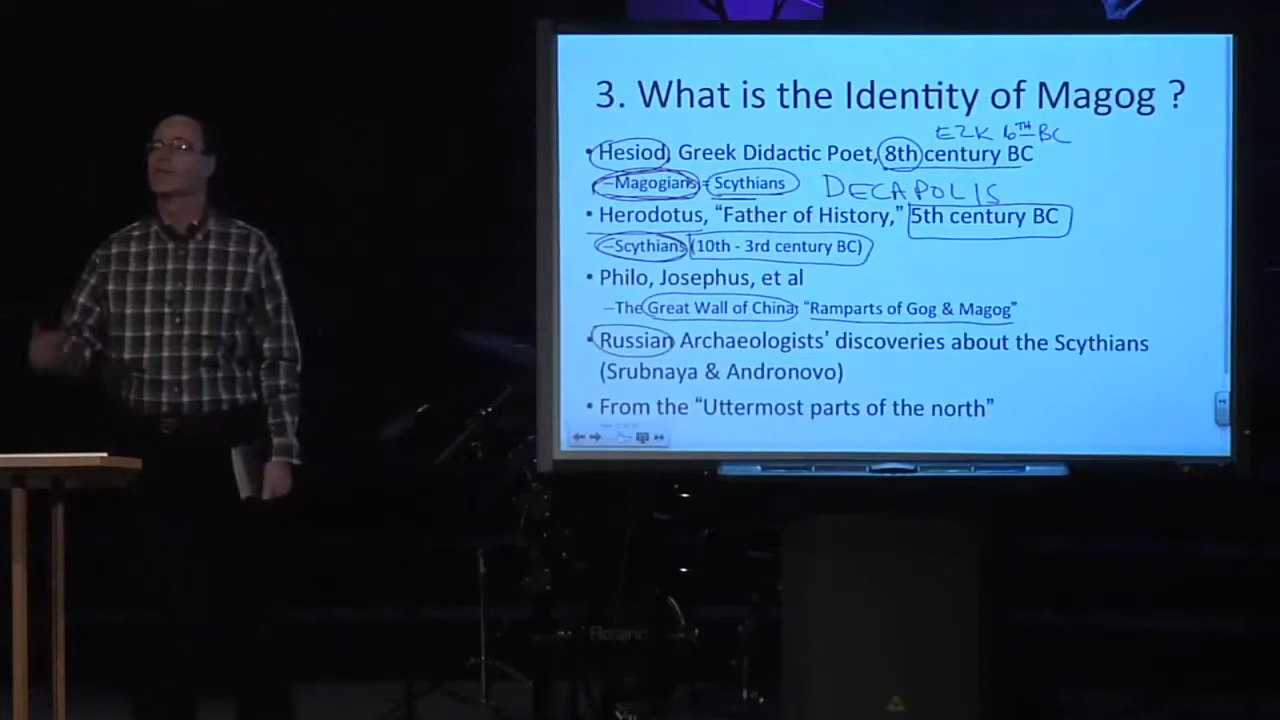 3. What is the Identity of Magog ?
EZK 6TH BC
• Hesiod, Greek Didactic Poet, 8th century BC
–Magogians = Scythians DECAPOLIS
• Herodotus, “Father of History,” 5th century BC
–Scythians (10th - 3rd century BC)
• Philo, Josephus, et al
–The Great Wall of China: “Ramparts of Gog & Magog”
• Russian Archaeologists’ discoveries about the Scythians
(Srubnaya & Andronovo)
• From the “Uttermost parts of the north”
Roland